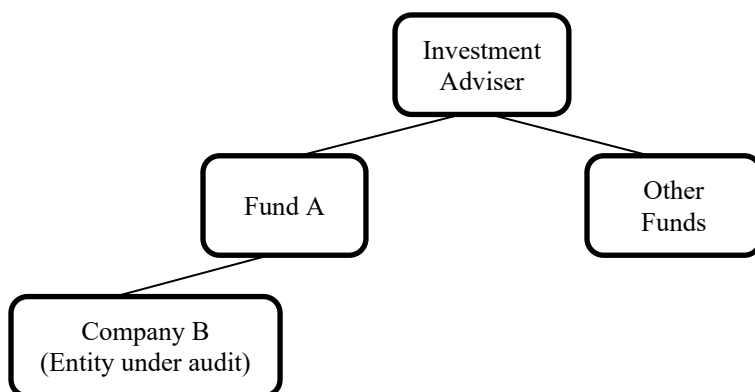 Investment
Adviser
Fund A
Other
Funds
Company B
(Entity under audit)